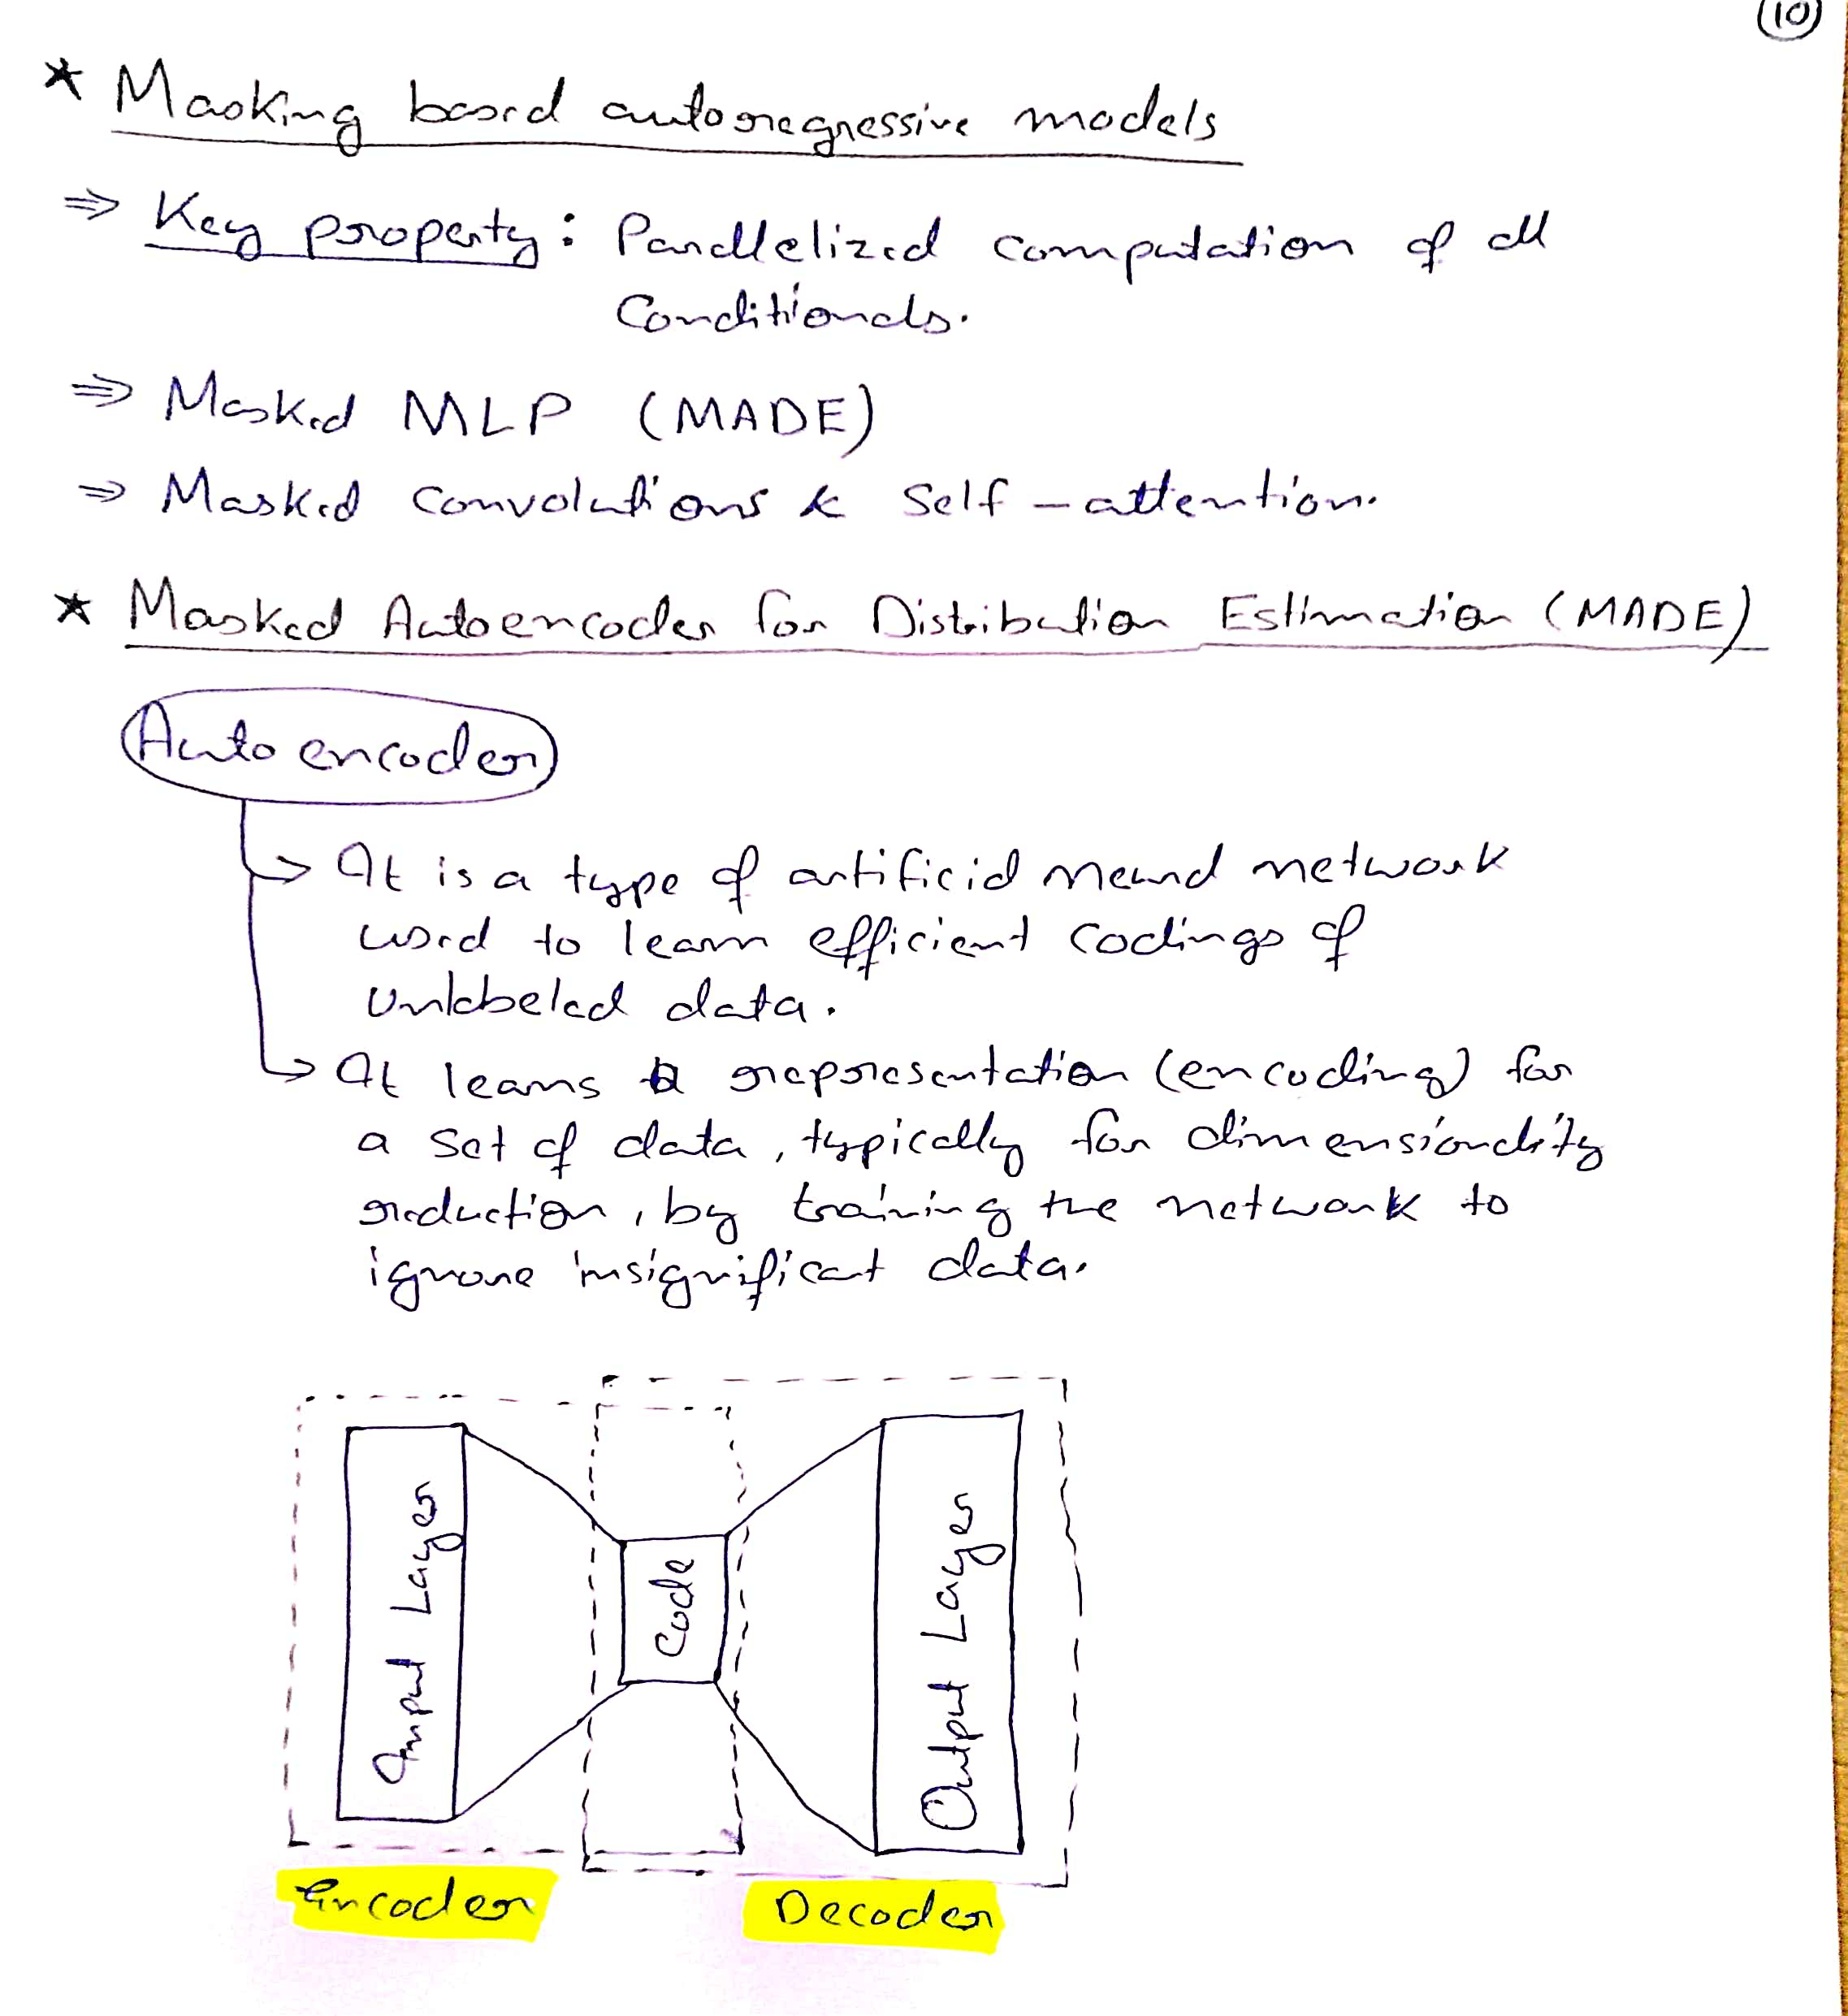 (10)
* Masking based autoregressive models
⇒ Key property : Parallelized computation of all
Conditionals.
⇒ Masked MLP (MADE)
⇒ Masked convolutions & Self-attention.
* Masked Autoencoder for Distribution Estimation (MADE)
Autoencoder
↳ It is a type of artificial neural network
used to learn efficient codings of
Unlabeled data.
↳ It learns a representation (encoding) for
a set of data, typically for dimensionality
reduction, by training the network to
ignore insignificant data.
Input Layer
Code
Output Layer
Encoder
Decoder